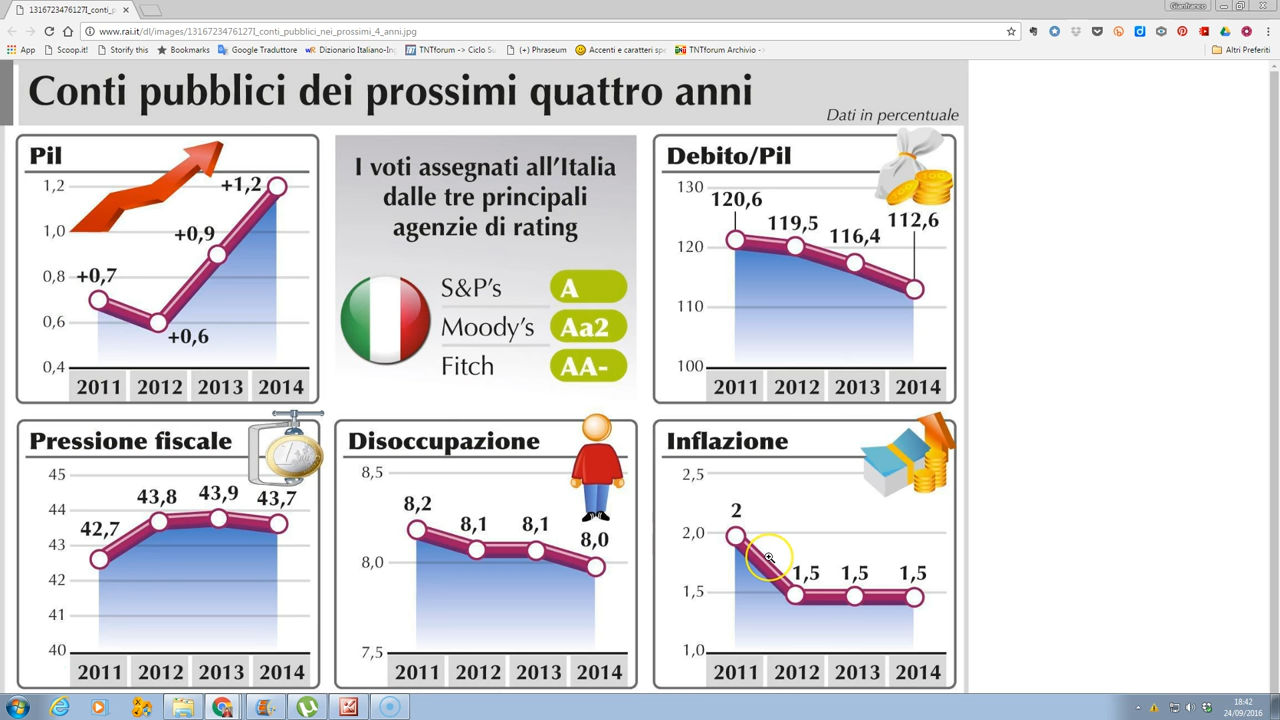 1316723476127I_conti_p
Gianfranco
www.rai.it/dl/images/1316723476127I_conti_pubblici_nei_prossimi_4_anni.jpg
App
Scoop.it!
Storify this
Bookmarks
Google Traduttore
Dizionario Italiano-Ing
TNTforum -> Ciclo Su
(+) Phraseum
Accenti e caratteri spe
TNTforum Archivio -
Altri Preferiti
Conti pubblici dei prossimi quattro anni
Dati in percentuale
Pil
1,2
1,0
0,8
0,6
0,4
+0,7
+0,6
+0,9
+1,2
2011 2012 2013 2014
I voti assegnati all'Italia
dalle tre principali
agenzie di rating
S&P's A
Moody's Aa2
Fitch AA-
Debito/Pil
130
120
110
100
120,6
119,5
116,4
112,6
2011 2012 2013 2014
Pressione fiscale
45
44
43
42
41
40
42,7
43,8
43,9
43,7
2011 2012 2013 2014
Disoccupazione
8,5
8,0
7,5
8,2
8,1
8,1
8,0
2011 2012 2013 2014
Inflazione
2,5
2,0
1,5
1,0
2
1,5
1,5
1,5
2011 2012 2013 2014
18:42
24/09/2016